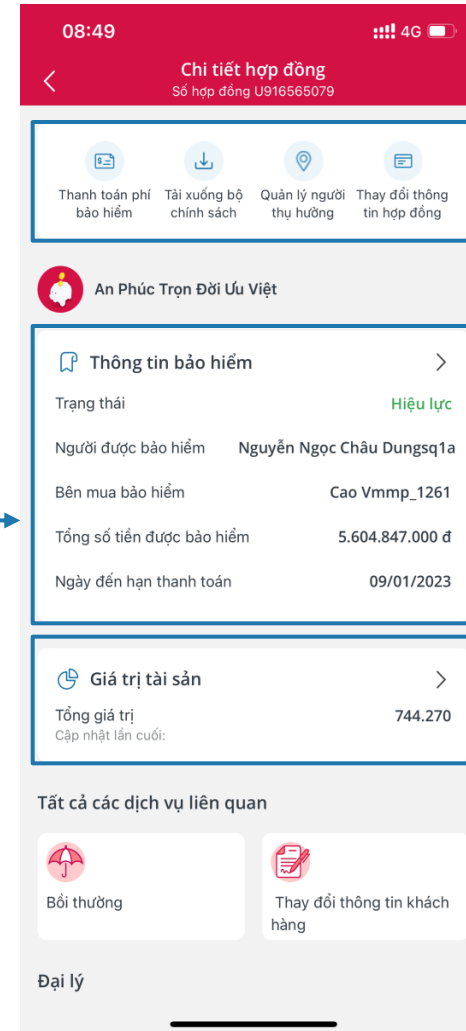 08:49
4G
Chi tiết hợp đồng
Số hợp đồng U916565079
Thanh toán phí bảo hiểm
Tải xuống bộ chính sách
Quản lý người thụ hưởng
Thay đổi thông tin hợp đồng
An Phúc Trọn Đời Ưu Việt
Thông tin bảo hiểm
Trạng thái Hiệu lực
Người được bảo hiểm Nguyễn Ngọc Châu Dungsq1a
Bên mua bảo hiểm Cao Vmmp_1261
Tổng số tiền được bảo hiểm 5.604.847.000 đ
Ngày đến hạn thanh toán 09/01/2023
Giá trị tài sản
Tổng giá trị 744.270
Cập nhật lần cuối:
Tất cả các dịch vụ liên quan
Bồi thường
Thay đổi thông tin khách
hàng
Đại lý